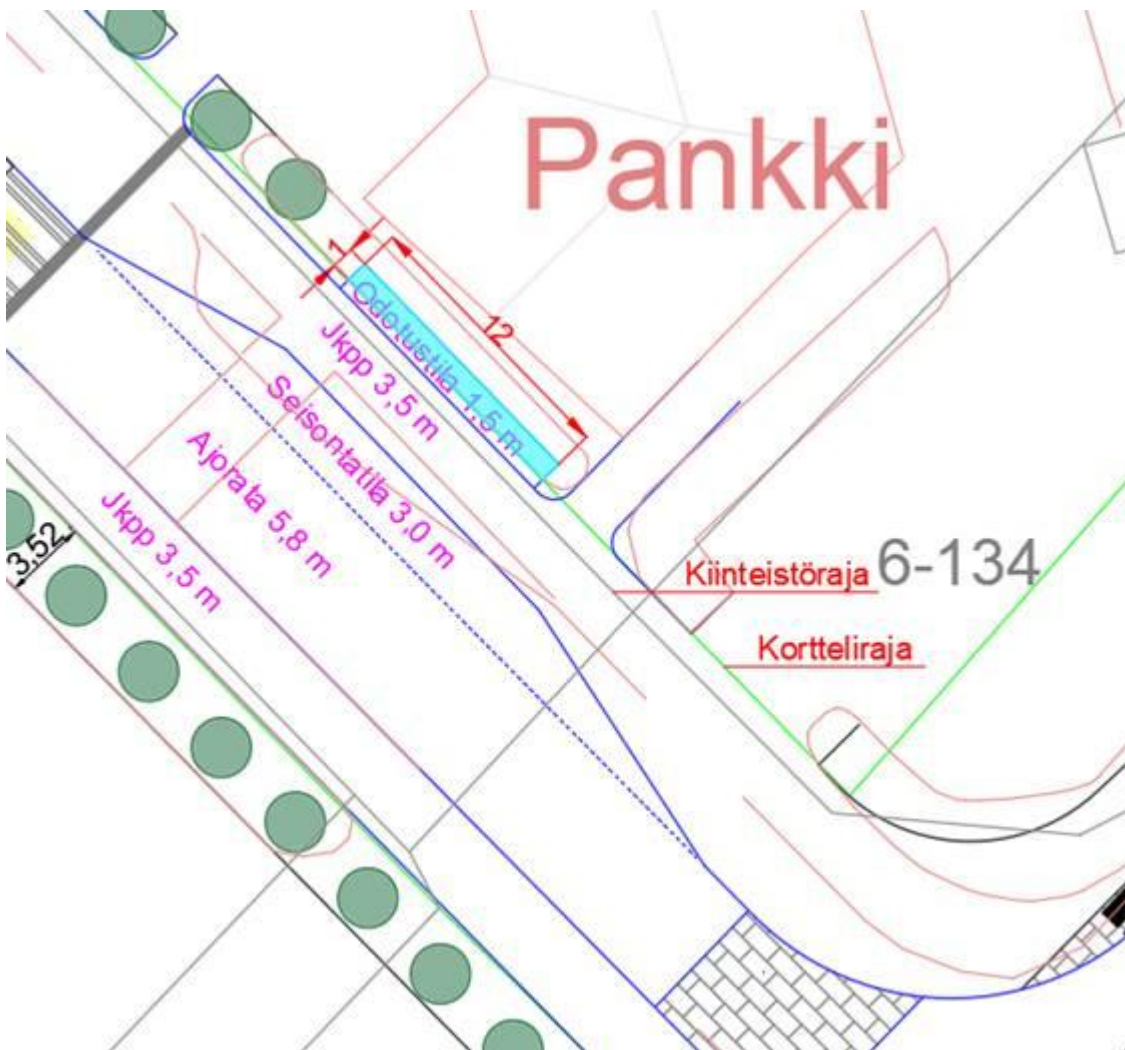 Pankki
1
12
Odotustila 1,5 m
Jkpp 3,5 m
Seisontatila 3,0 m
Ajorata 5,8 m
Jkpp 3,5 m
3,52
Kiinteistöraja 6-134
Kortteliraja